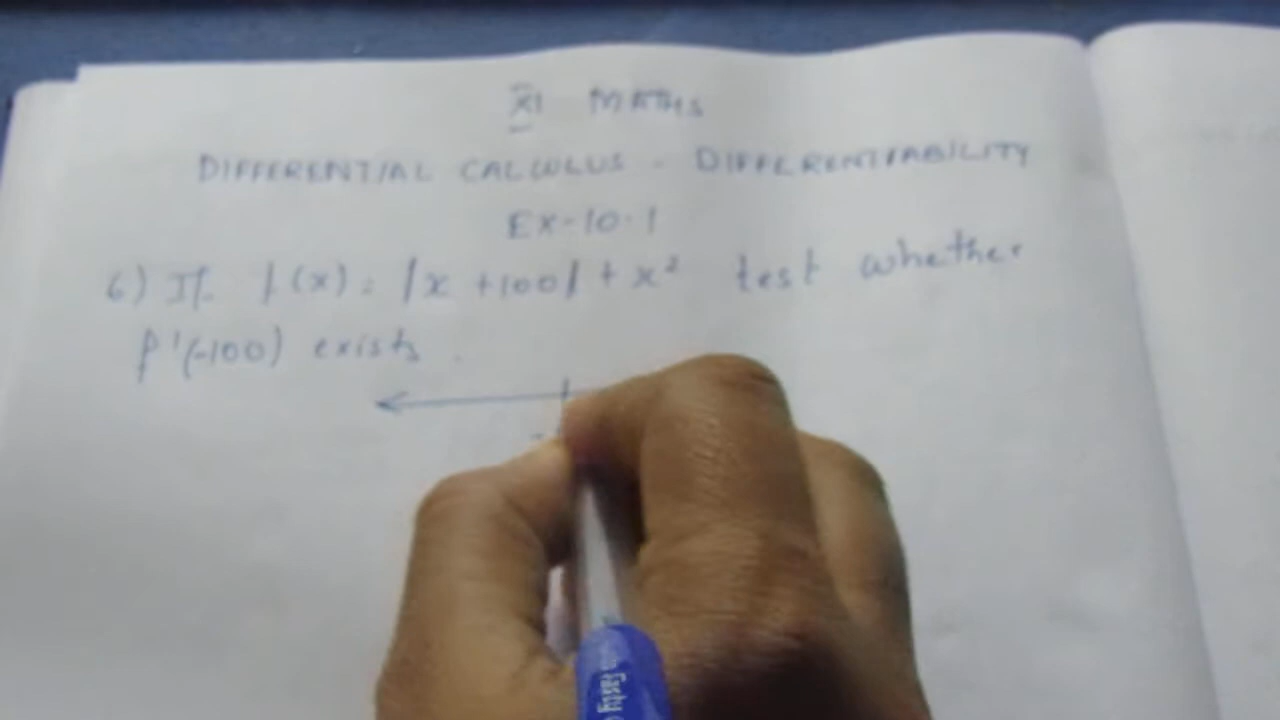 XI MATHS
DIFFERENTIAL CALCULUS - DIFFERENTIABILITY
EX-10.1
6) If f(x) = |x +100| + x² test whether
f'(-100) exists.